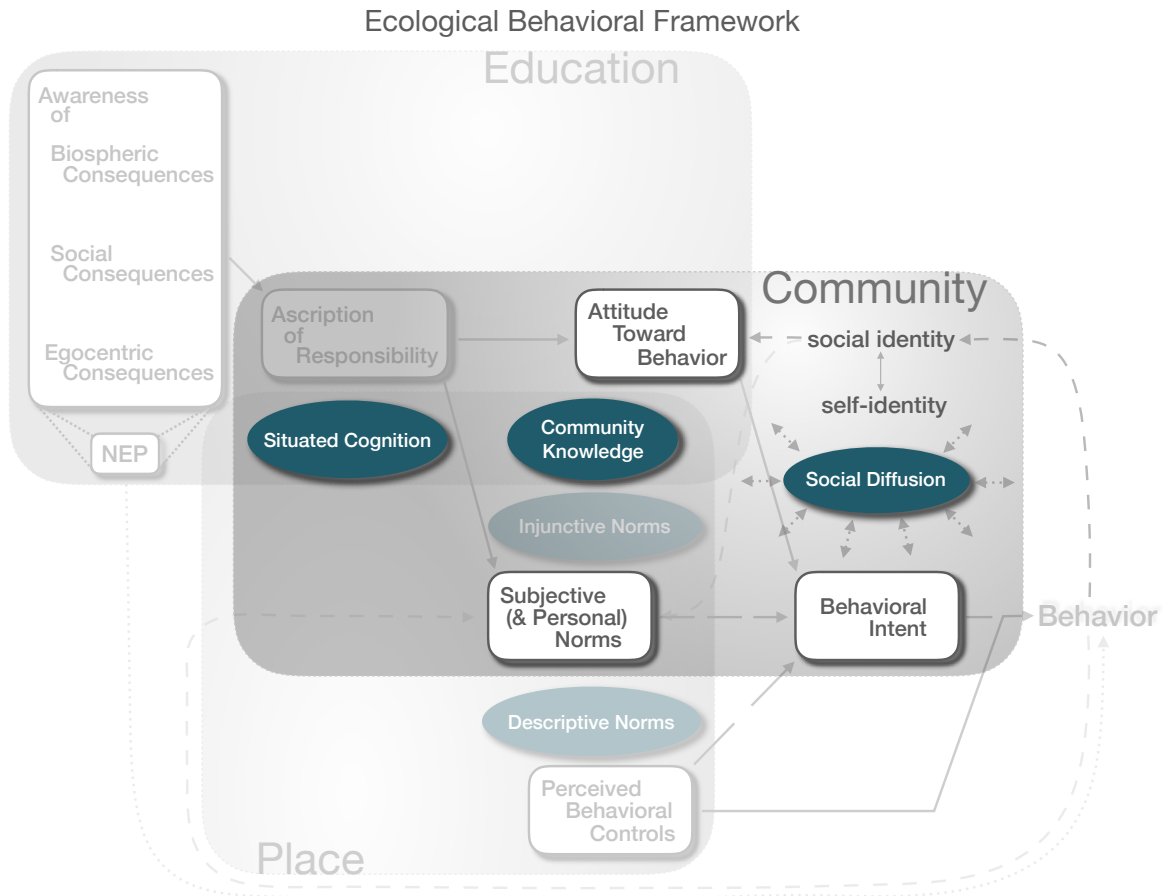 Ecological Behavioral Framework
Education
Awareness
of
Biospheric
Consequences
Social
Consequences
Egocentric
Consequences
NEP
Community
Ascription
of
Responsibility
Attitude
Toward
Behavior
social identity
self-identity
Situated Cognition
Community
Knowledge
Social Diffusion
Injunctive Norms
Subjective
(& Personal)
Norms
Behavioral
Intent
Behavior
Descriptive Norms
Perceived
Behavioral
Controls
Place